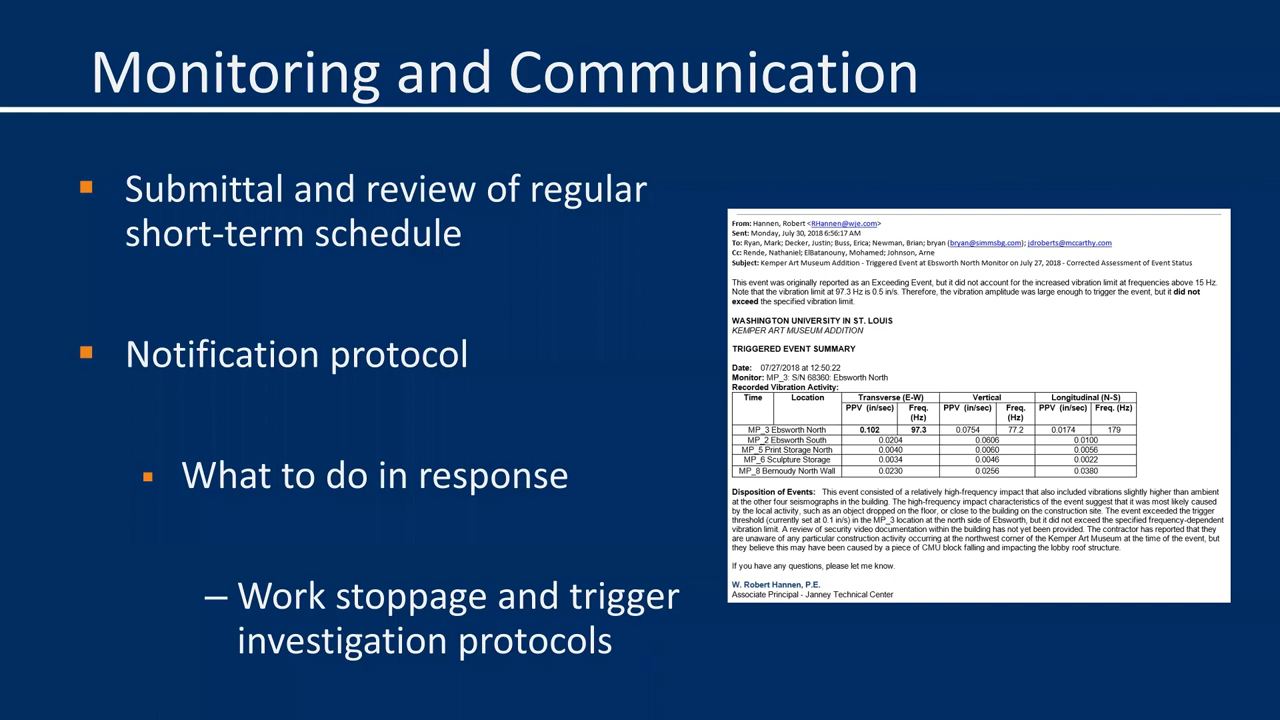 Monitoring and Communication
Submittal and review of regular
short-term schedule
Notification protocol
What to do in response
– Work stoppage and trigger
investigation protocols
From: Hannen, Robert <RHannen@wje.com>
Sent: Monday, July 30, 2018 6:56:17 AM
To: Ryan, Mark; Decker, Justin; Buss, Erica; Newman, Brian; bryan (bryan@simmsbg.com); jdroberts@mccarthy.com
Cc: Rende, Nathaniel; ElBatanouny, Mohamed; Johnson, Arne
Subject: Kemper Art Museum Addition - Triggered Event at Ebsworth North Monitor on July 27, 2018 - Corrected Assessment of Event Status
This event was originally reported as an Exceeding Event, but it did not account for the increased vibration limit at frequencies above 15 Hz.
Note that the vibration limit at 97.3 Hz is 0.5 in/s. Therefore, the vibration amplitude was large enough to trigger the event, but it did not
exceed the specified vibration limit.
WASHINGTON UNIVERSITY IN ST. LOUIS
KEMPER ART MUSEUM ADDITION
TRIGGERED EVENT SUMMARY
Date: 07/27/2018 at 12:50:22
Monitor: MP_3: S/N 68360: Ebsworth North
Recorded Vibration Activity:
Time Location Transverse (E-W) Vertical Longitudinal (N-S)
PPV (in/sec) Freq. (Hz) PPV (in/sec) Freq. (Hz) PPV (in/sec) Freq. (Hz)
MP_3 Ebsworth North 0.102 97.3 0.0754 77.2 0.0174 179
MP_2 Ebsworth South 0.0204 0.0606 0.0100
MP_5 Print Storage North 0.0040 0.0060 0.0056
MP_6 Sculpture Storage 0.0034 0.0046 0.0022
MP_8 Bernoudy North Wall 0.0230 0.0256 0.0380
Disposition of Events: This event consisted of a relatively high-frequency impact that also included vibrations slightly higher than ambient
at the other four seismographs in the building. The high-frequency impact characteristics of the event suggest that it was most likely caused
by the local activity, such as an object dropped on the floor, or close to the building on the construction site. The event exceeded the trigger
threshold (currently set at 0.1 in/s) in the MP_3 location at the north side of Ebsworth, but it did not exceed the specified frequency-dependent
vibration limit. A review of security video documentation within the building has not yet been provided. The contractor has reported that they
are unaware of any particular construction activity occurring at the northwest corner of the Kemper Art Museum at the time of the event, but
they believe this may have been caused by a piece of CMU block falling and impacting the lobby roof structure.
If you have any questions, please let me know.
W. Robert Hannen, P.E.
Associate Principal - Janney Technical Center